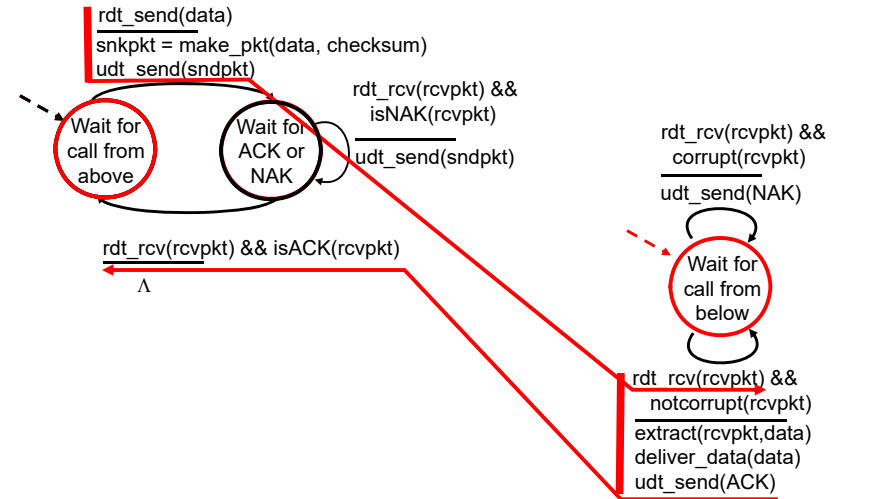 rdt_send(data)
snkpkt = make_pkt(data, checksum)
udt_send(sndpkt)
Wait for
call from
above
Wait for
ACK or
NAK
rdt_rcv(rcvpkt) &&
isNAK(rcvpkt)
udt_send(sndpkt)
rdt_rcv(rcvpkt) && isACK(rcvpkt)
Λ
rdt_rcv(rcvpkt) &&
corrupt(rcvpkt)
udt_send(NAK)
Wait for
call from
below
rdt_rcv(rcvpkt) &&
notcorrupt(rcvpkt)
extract(rcvpkt,data)
deliver_data(data)
udt_send(ACK)